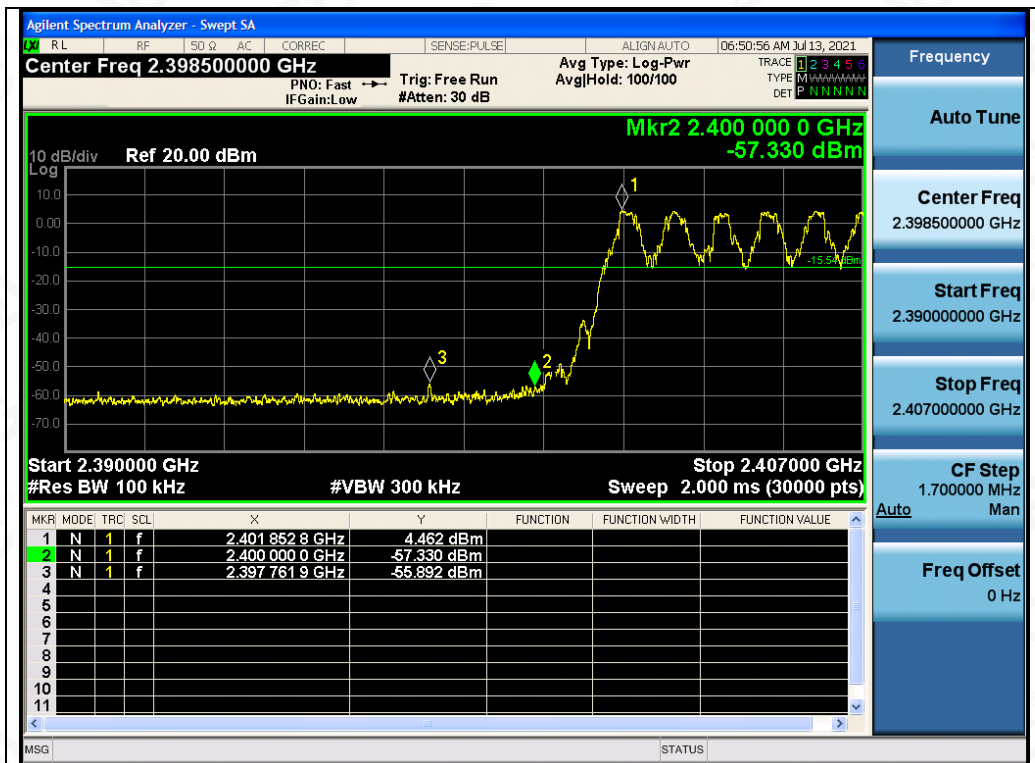 Agilent Spectrum Analyzer - Swept SA
LXI RL RF 50 Ω AC CORREC SENSE:PULSE ALIGN AUTO 06:50:56 AM Jul 13, 2021
Center Freq 2.398500000 GHz
PNO: Fast
IFGain:Low
Trig: Free Run
#Atten: 30 dB
Avg Type: Log-Pwr
Avg|Hold: 100/100
TRACE 1 2 3 4 5 6
TYPE M WWWWW
DET P N N N N N
Mkr2 2.400 000 0 GHz
-57.330 dBm
10 dB/div Ref 20.00 dBm
Log
10.0
0.00
-10.0
-20.0
-30.0
-40.0
-50.0
-60.0
-70.0
1
2
3
-15.54 dBm
Start 2.390000 GHz Stop 2.407000 GHz
#Res BW 100 kHz #VBW 300 kHz Sweep 2.000 ms (30000 pts)
MKR MODE TRC SCL X Y FUNCTION FUNCTION WIDTH FUNCTION VALUE
1 N 1 f 2.401 852 8 GHz 4.462 dBm
2 N 1 f 2.400 000 0 GHz -57.330 dBm
3 N 1 f 2.397 761 9 GHz -55.892 dBm
4
5
6
7
8
9
10
11
MSG STATUS
Frequency
Auto Tune
Center Freq
2.398500000 GHz
Start Freq
2.390000000 GHz
Stop Freq
2.407000000 GHz
CF Step
1.700000 MHz
Auto Man
Freq Offset
0 Hz